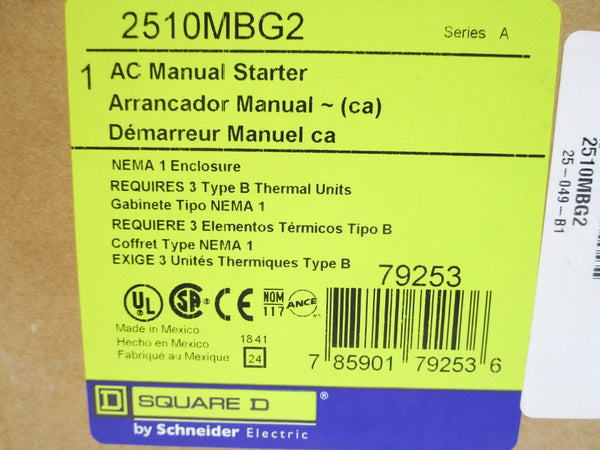 2510MBG2 Series A
1 AC Manual Starter
Arrancador Manual ~ (ca)
Démarreur Manuel ca
NEMA 1 Enclosure
REQUIRES 3 Type B Thermal Units
Gabinete Tipo NEMA 1
REQUIERE 3 Elementos Térmicos Tipo B
Coffret Type NEMA 1
EXIGE 3 Unités Thermiques Type B
79253
UL SA CE NOM 117 ANCE
Made in Mexico
Hecho en Mexico
Fabriqué au Mexique
1841
24
7 85901 79253 6
D SQUARE D ®
by Schneider Electric
2510MBG2
25-049-B1